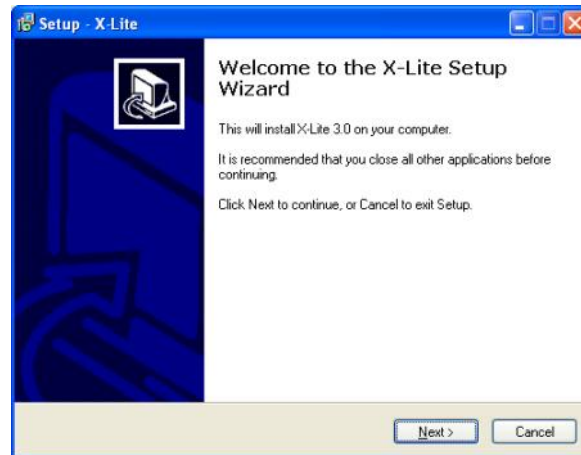 Setup - X-Lite
Welcome to the X-Lite Setup
Wizard
This will install X-Lite 3.0 on your computer.
It is recommended that you close all other applications before
continuing.
Click Next to continue, or Cancel to exit Setup.
Next >
Cancel